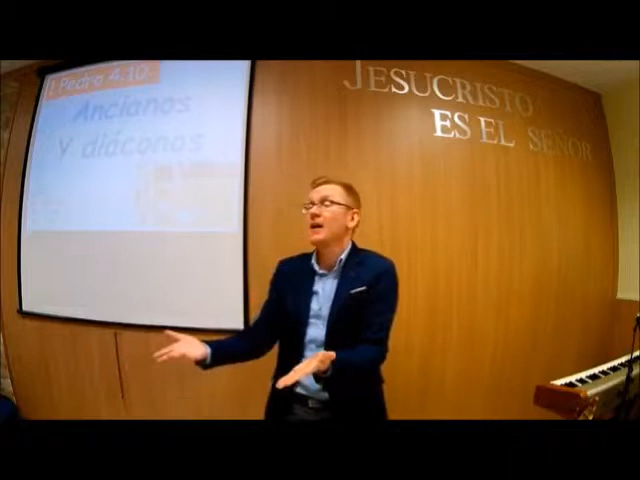 1 Pedro 4.10
Ancianos
y diáconos
JESUCRISTO
ES EL SEÑOR